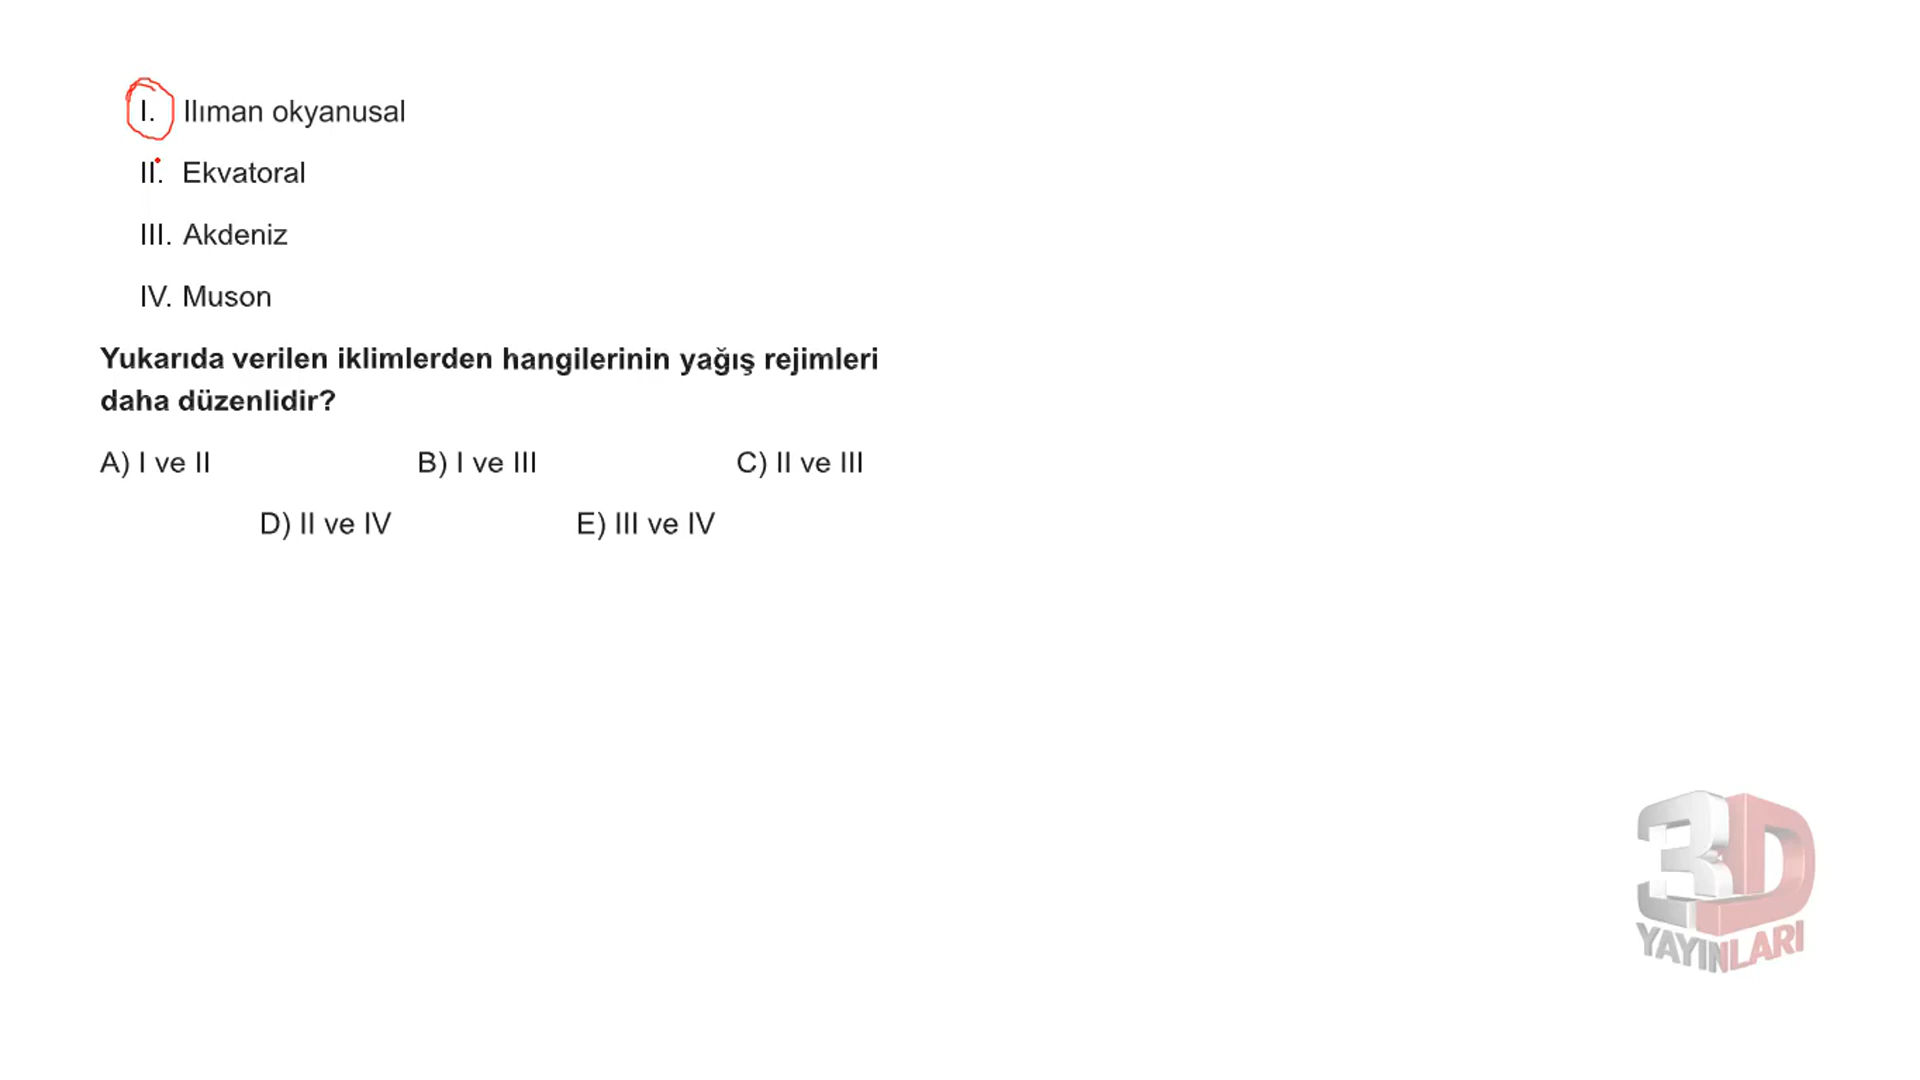 I. Ilıman okyanusal
II. Ekvatoral
III. Akdeniz
IV. Muson
Yukarıda verilen iklimlerden hangilerinin yağış rejimleri
daha düzenlidir?
A) I ve II B) I ve III C) II ve III
D) II ve IV E) III ve IV
3D
YAYINLARI